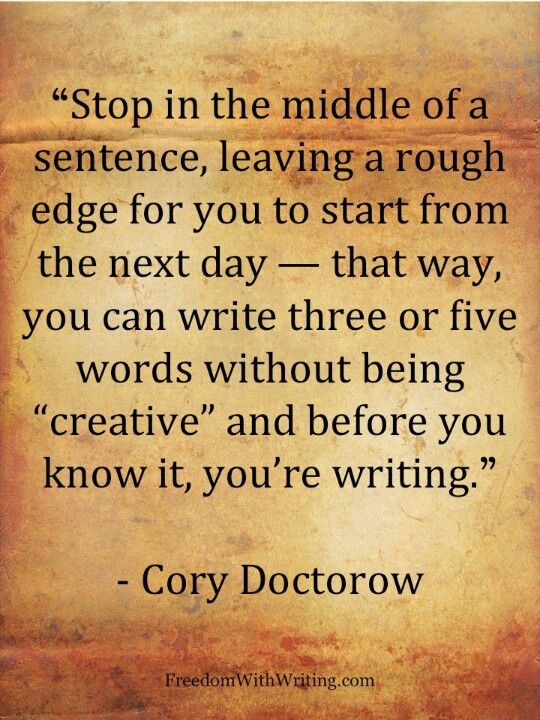 “Stop in the middle of a
sentence, leaving a rough
edge for you to start from
the next day — that way,
you can write three or five
words without being
“creative” and before you
know it, you’re writing.”
- Cory Doctorow
FreedomWithWriting.com